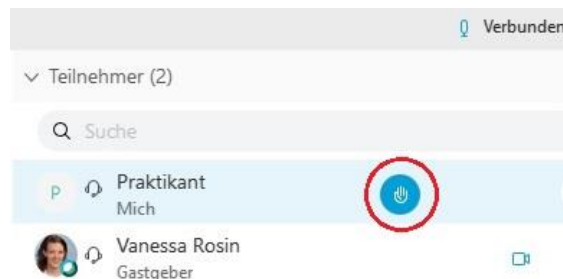 Verbunden
Teilnehmer (2)
Suche
P
Praktikant
Mich
Vanessa Rosin
Gastgeber